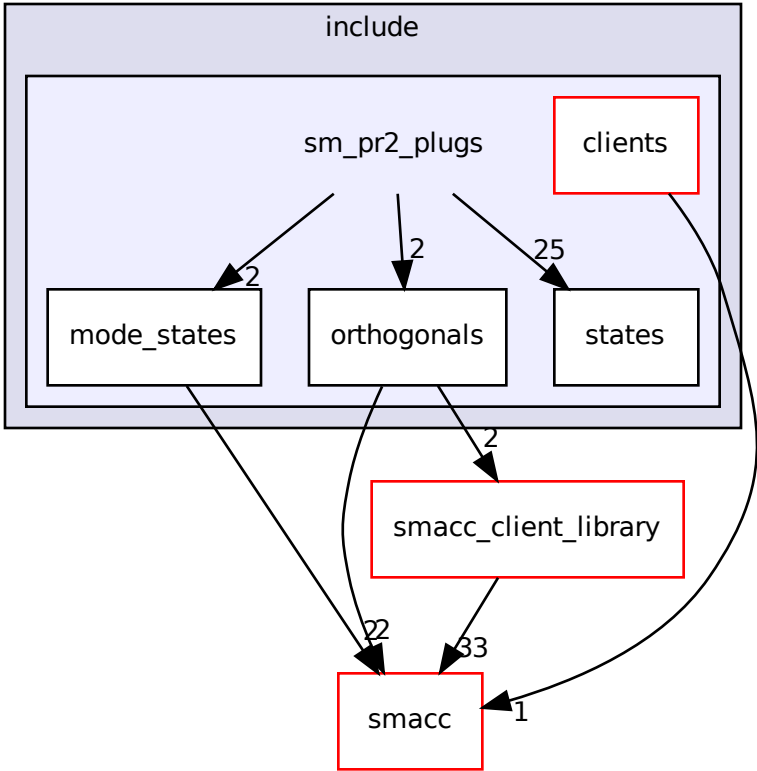 include
sm_pr2_plugs
clients
2
2
25
mode_states
orthogonals
states
2
smacc_client_library
2
2
33
1
smacc